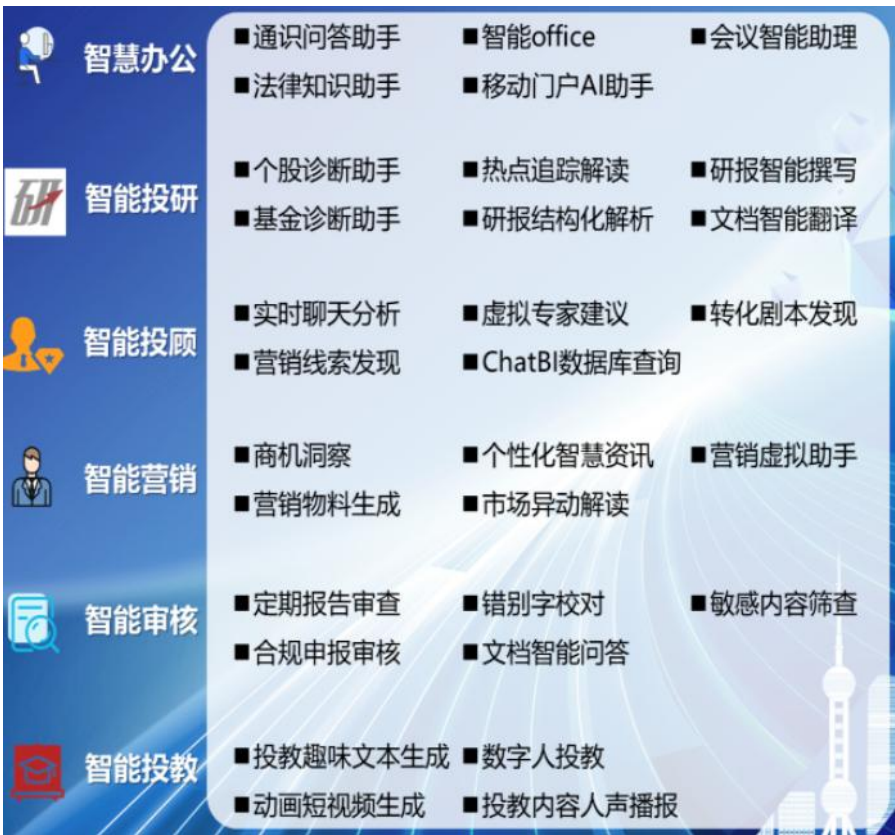 智慧办公
■通识问答助手 ■智能office ■会议智能助理
■法律知识助手 ■移动门户AI助手
研
智能投研
■个股诊断助手 ■热点追踪解读 ■研报智能撰写
■基金诊断助手 ■研报结构化解析 ■文档智能翻译
智能投顾
■实时聊天分析 ■虚拟专家建议 ■转化剧本发现
■营销线索发现 ■ChatBI数据库查询
智能营销
■商机洞察 ■个性化智慧资讯 ■营销虚拟助手
■营销物料生成 ■市场异动解读
智能审核
■定期报告审查 ■错别字校对 ■敏感内容筛查
■合规申报审核 ■文档智能问答
智能投教
■投教趣味文本生成 ■数字人投教
■动画短视频生成 ■投教内容人声播报